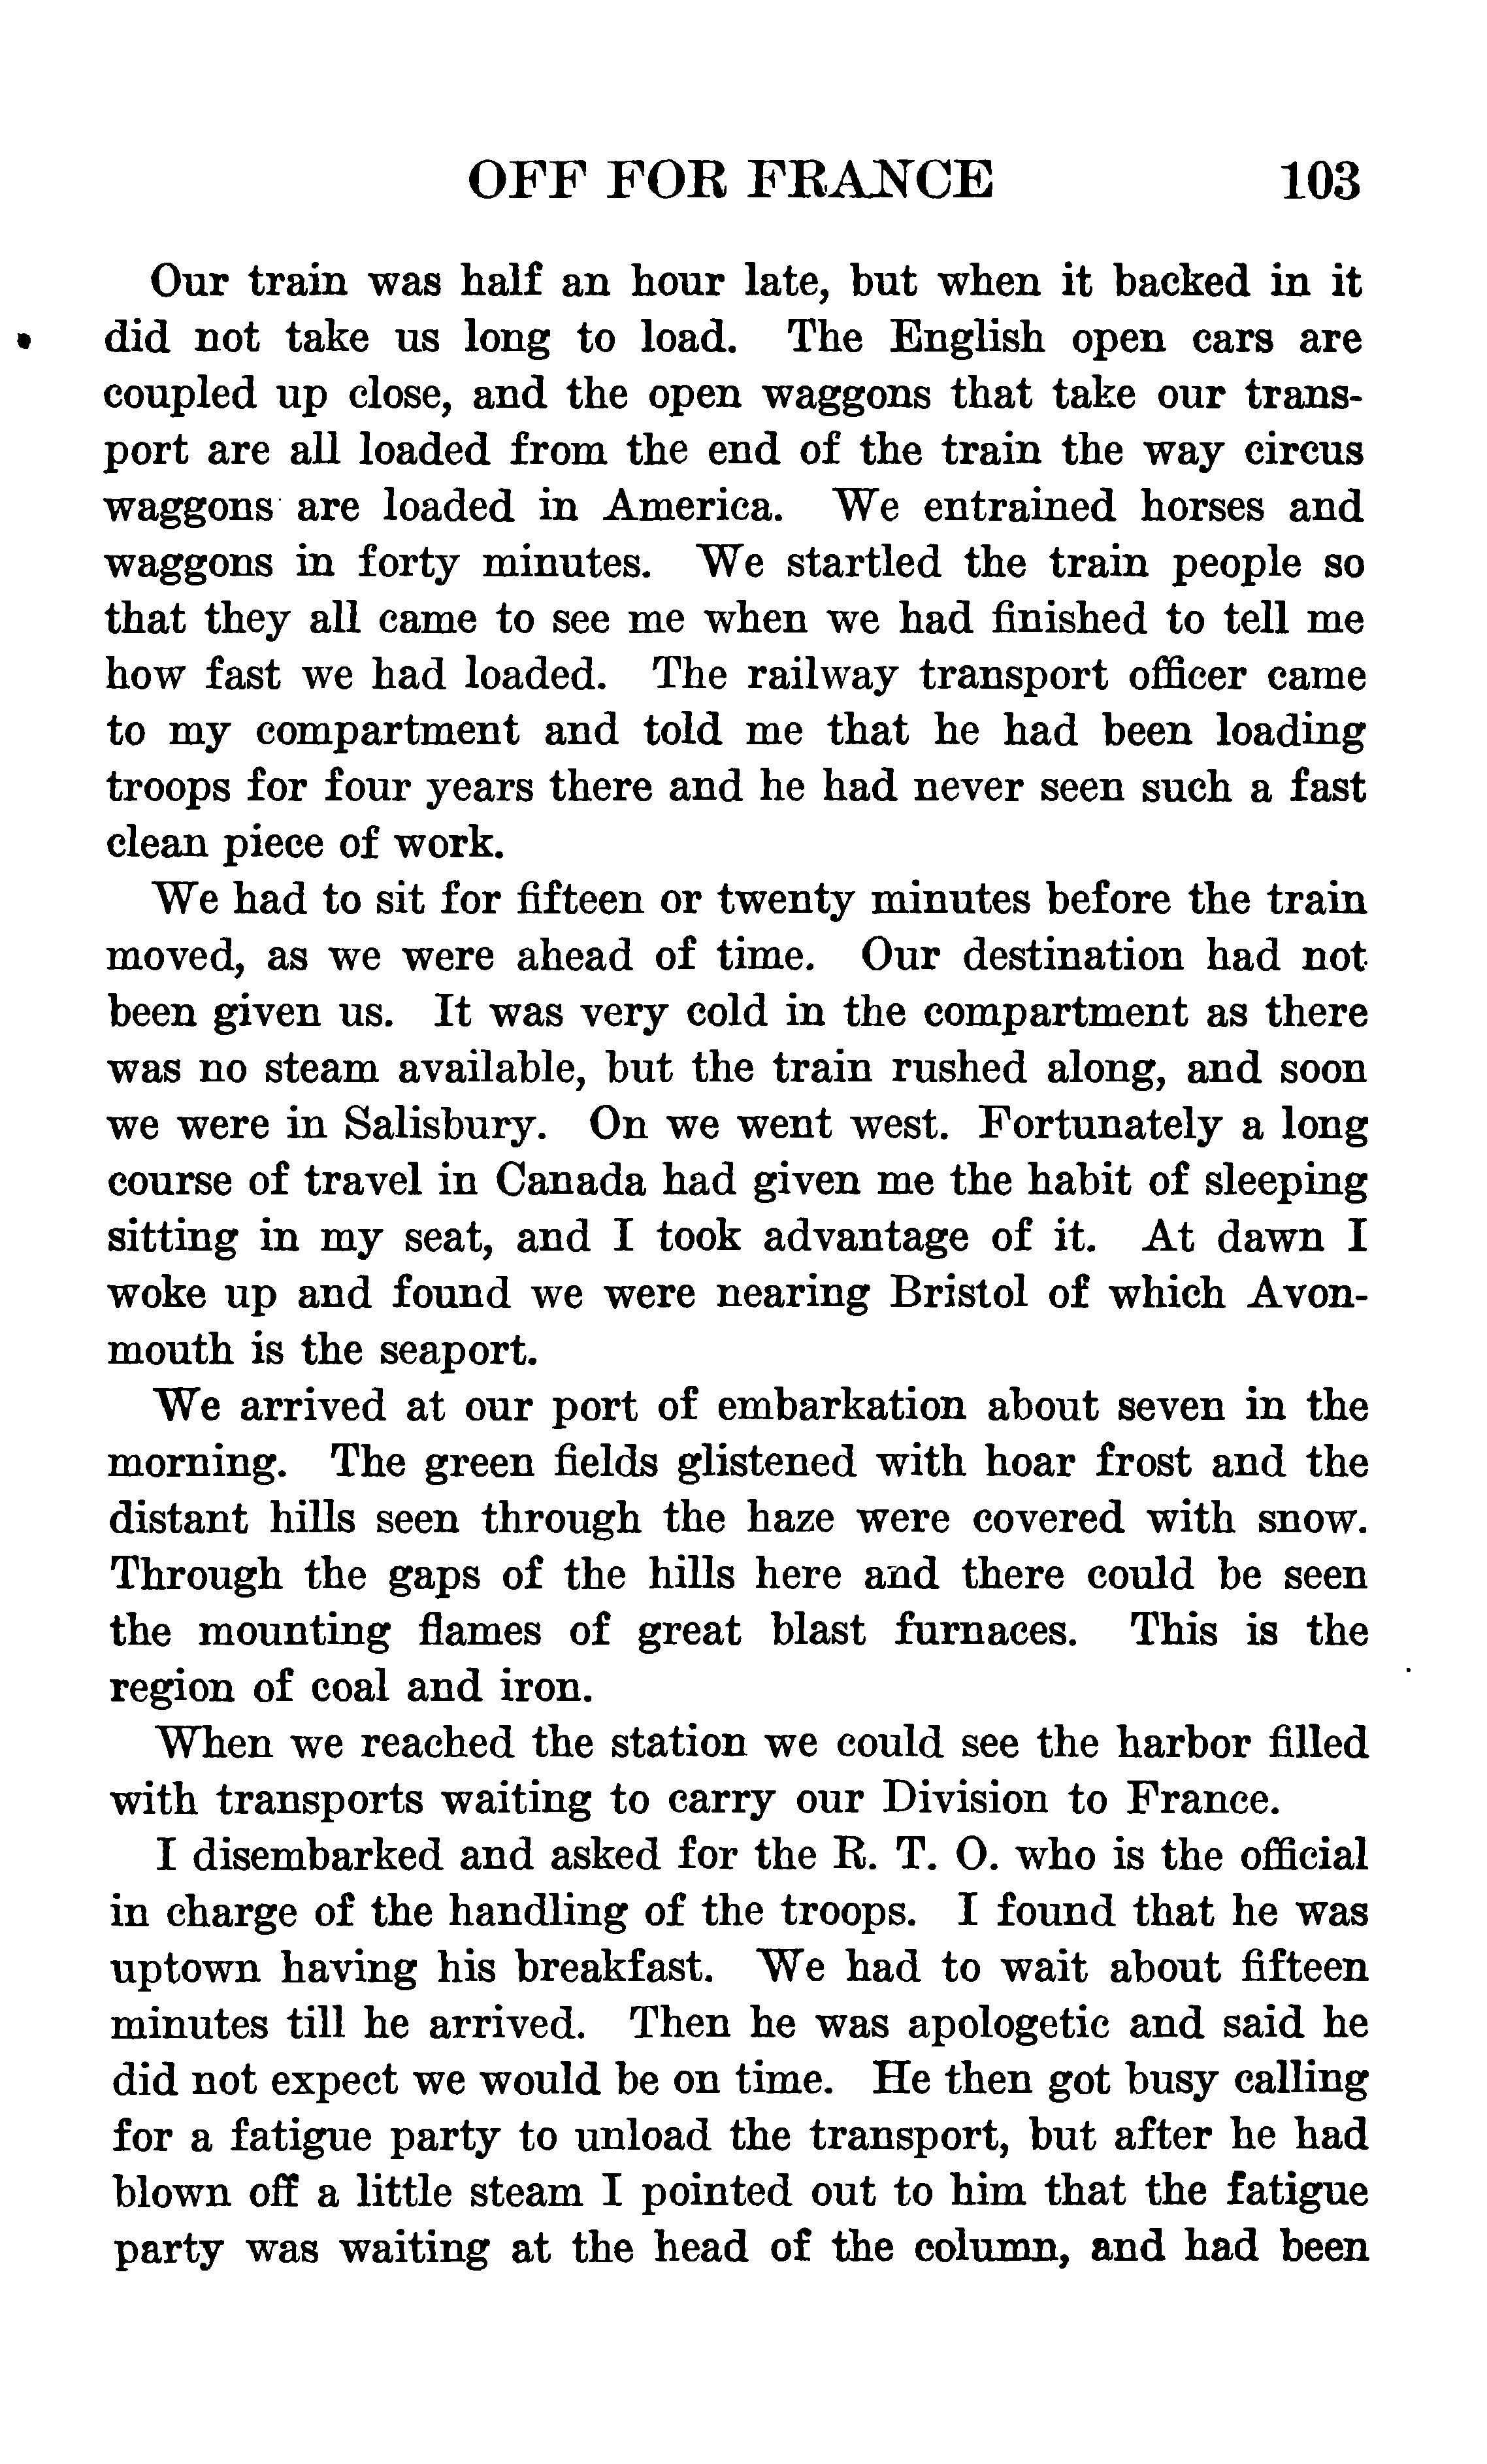 OFF FOR FRANCE 103
Our train was half an hour late, but when it backed in it
did not take us long to load. The English open cars are
coupled up close, and the open waggons that take our trans-
port are all loaded from the end of the train the way circus
waggons are loaded in America. We entrained horses and
waggons in forty minutes. We startled the train people so
that they all came to see me when we had finished to tell me
how fast we had loaded. The railway transport officer came
to my compartment and told me that he had been loading
troops for four years there and he had never seen such a fast
clean piece of work.
We had to sit for fifteen or twenty minutes before the train
moved, as we were ahead of time. Our destination had not
been given us. It was very cold in the compartment as there
was no steam available, but the train rushed along, and soon
we were in Salisbury. On we went west. Fortunately a long
course of travel in Canada had given me the habit of sleeping
sitting in my seat, and I took advantage of it. At dawn I
woke up and found we were nearing Bristol of which Avon-
mouth is the seaport.
We arrived at our port of embarkation about seven in the
morning. The green fields glistened with hoar frost and the
distant hills seen through the haze were covered with snow.
Through the gaps of the hills here and there could be seen
the mounting flames of great blast furnaces. This is the
region of coal and iron.
When we reached the station we could see the harbor filled
with transports waiting to carry our Division to France.
I disembarked and asked for the R. T. O. who is the official
in charge of the handling of the troops. I found that he was
uptown having his breakfast. We had to wait about fifteen
minutes till he arrived. Then he was apologetic and said he
did not expect we would be on time. He then got busy calling
for a fatigue party to unload the transport, but after he had
blown off a little steam I pointed out to him that the fatigue
party was waiting at the head of the column, and had been